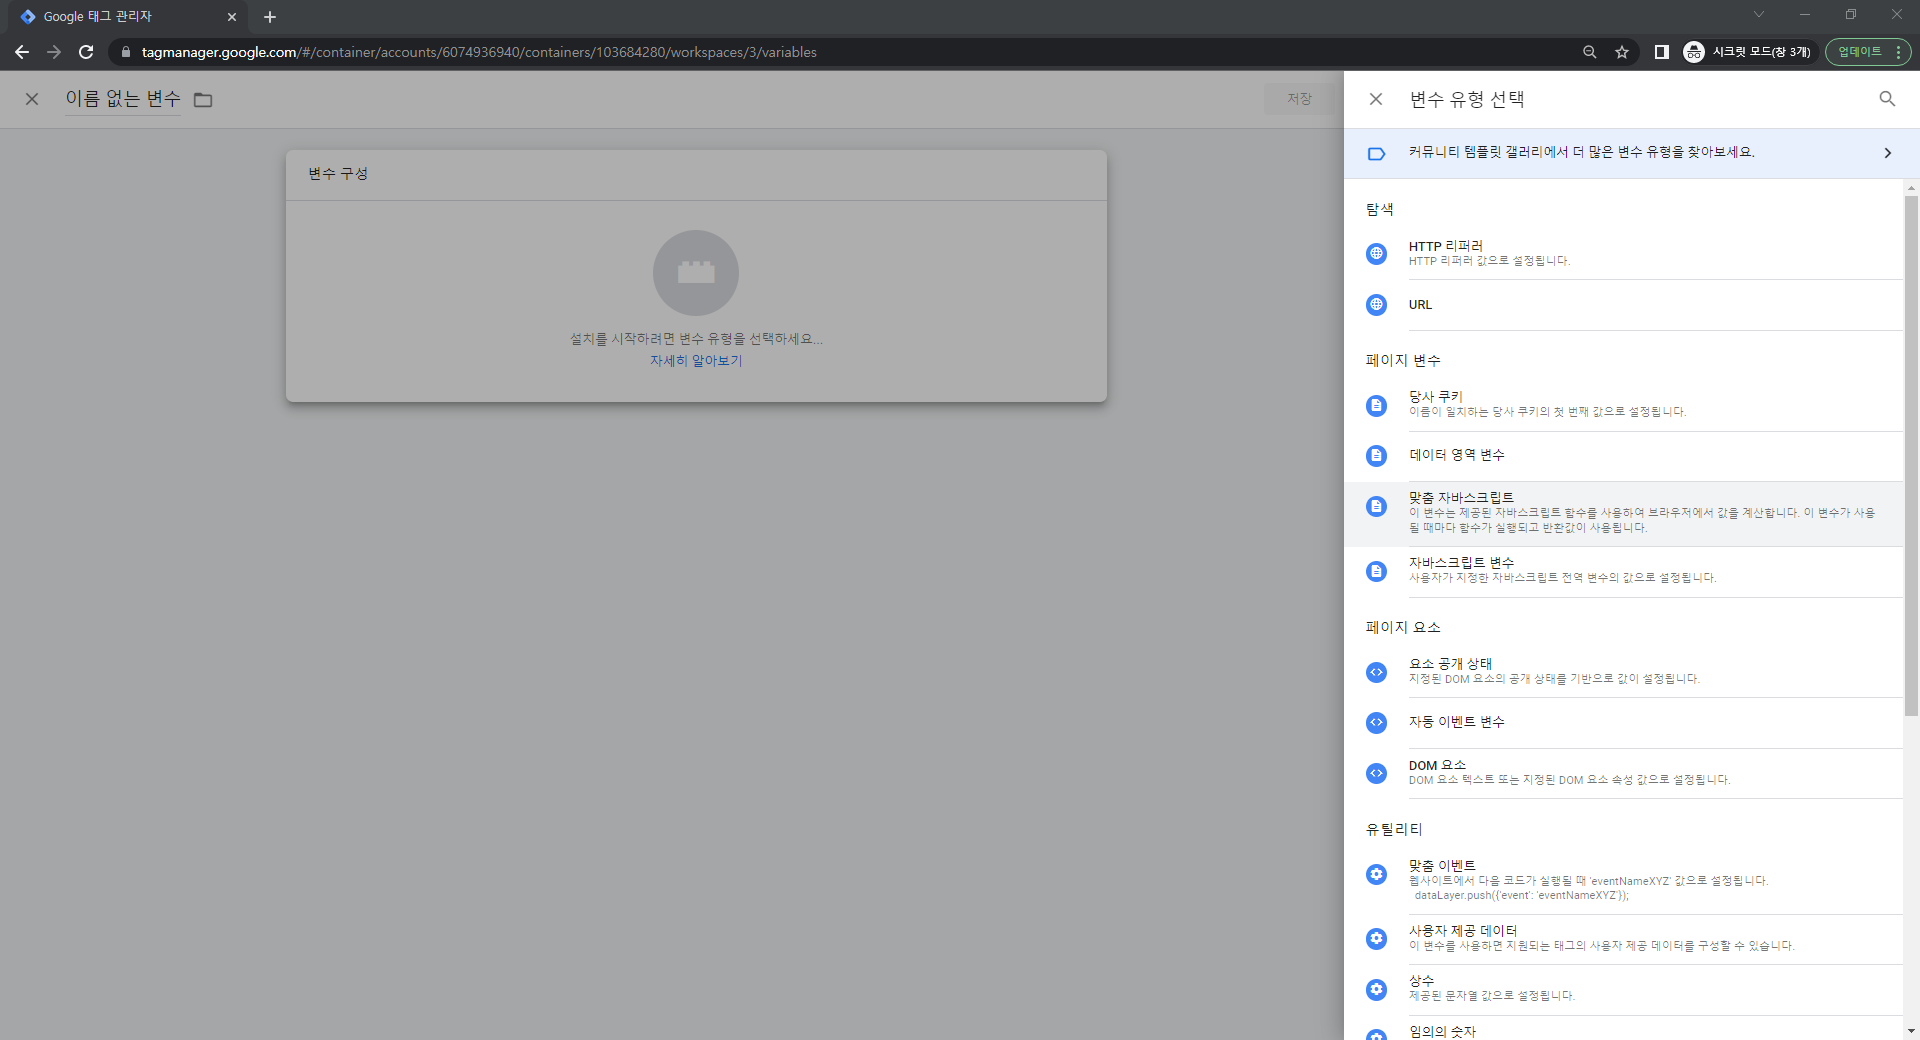 Google 태그 관리자
tagmanager.google.com/#/container/accounts/6074936940/containers/103684280/workspaces/3/variables
시크릿 모드(창 3개)
업데이트
이름 없는 변수
저장
변수 구성
설치를 시작하려면 변수 유형을 선택하세요...
자세히 알아보기
변수 유형 선택
커뮤니티 템플릿 갤러리에서 더 많은 변수 유형을 찾아보세요.
탐색
HTTP 리퍼러
HTTP 리퍼러 값으로 설정됩니다.
URL
페이지 변수
당사 쿠키
이름이 일치하는 당사 쿠키의 첫 번째 값으로 설정됩니다.
데이터 영역 변수
맞춤 자바스크립트
이 변수는 제공된 자바스크립트 함수를 사용하여 브라우저에서 값을 계산합니다. 이 변수가 사용
될 때마다 함수가 실행되고 반환값이 사용됩니다.
자바스크립트 변수
사용자가 지정한 자바스크립트 전역 변수의 값으로 설정됩니다.
페이지 요소
요소 공개 상태
지정된 DOM 요소의 공개 상태를 기반으로 값이 설정됩니다.
자동 이벤트 변수
DOM 요소
DOM 요소 텍스트 또는 지정된 DOM 요소 속성 값으로 설정됩니다.
유틸리티
맞춤 이벤트
웹사이트에서 다음 코드가 실행될 때 'eventNameXYZ' 값으로 설정됩니다.
dataLayer.push({'event': 'eventNameXYZ'});
사용자 제공 데이터
이 변수를 사용하면 지원되는 태그의 사용자 제공 데이터를 구성할 수 있습니다.
상수
제공된 문자열 값으로 설정됩니다.
임의의 숫자